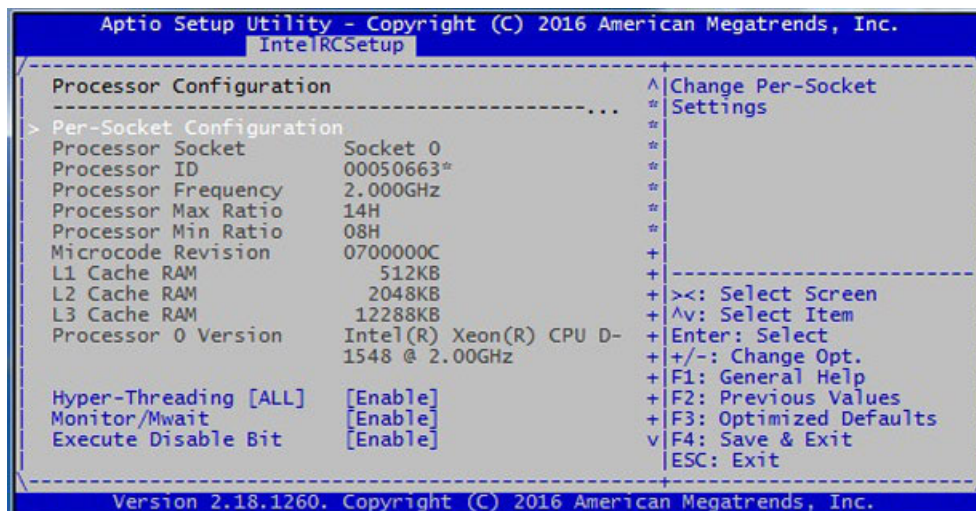 Aptio Setup Utility - Copyright (C) 2016 American Megatrends, Inc.
IntelRCSetup
Processor Configuration
Per-Socket Configuration
Processor Socket Socket 0
Processor ID 00050663*
Processor Frequency 2.000GHz
Processor Max Ratio 14H
Processor Min Ratio 08H
Microcode Revision 0700000C
L1 Cache RAM 512KB
L2 Cache RAM 2048KB
L3 Cache RAM 12288KB
Processor 0 Version Intel(R) Xeon(R) CPU D-
1548 @ 2.00GHz
Hyper-Threading [ALL] [Enable]
Monitor/Mwait [Enable]
Execute Disable Bit [Enable]
Change Per-Socket
Settings
><: Select Screen
^v: Select Item
Enter: Select
+/-: Change Opt.
F1: General Help
F2: Previous Values
F3: Optimized Defaults
F4: Save & Exit
ESC: Exit
Version 2.18.1260. Copyright (C) 2016 American Megatrends, Inc.